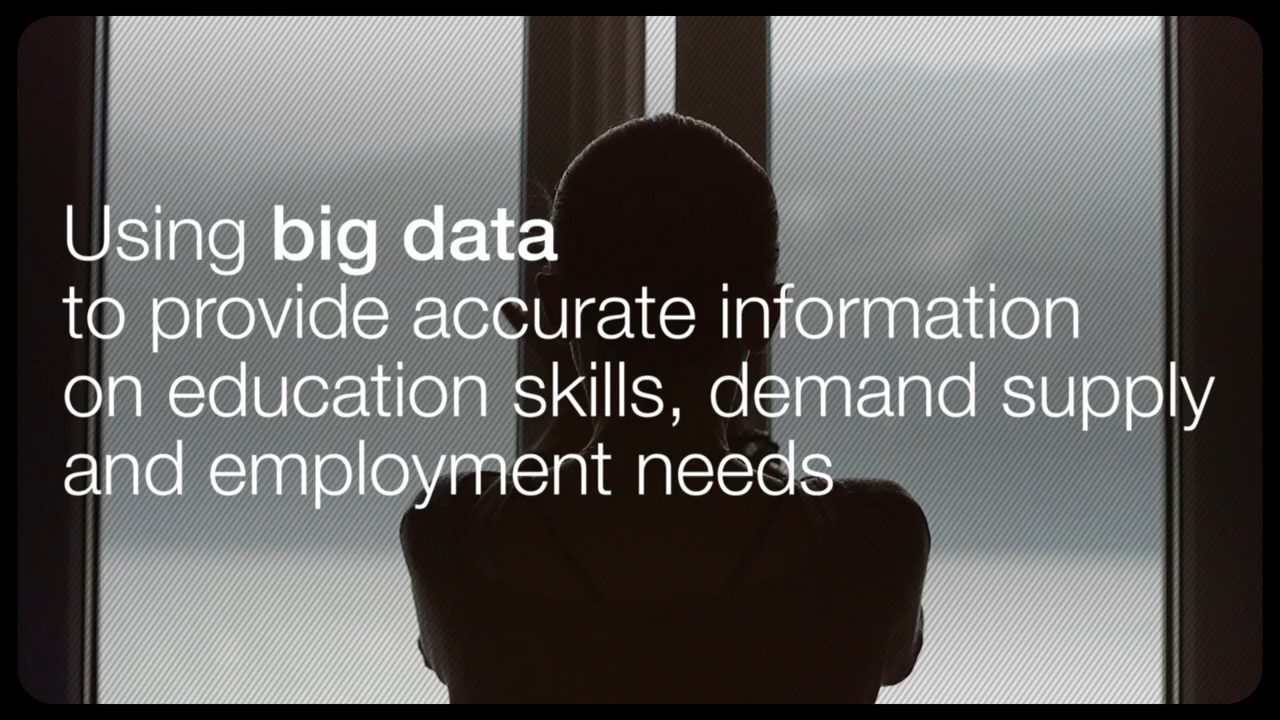 Using big data
to provide accurate information
on education skills, demand supply
and employment needs